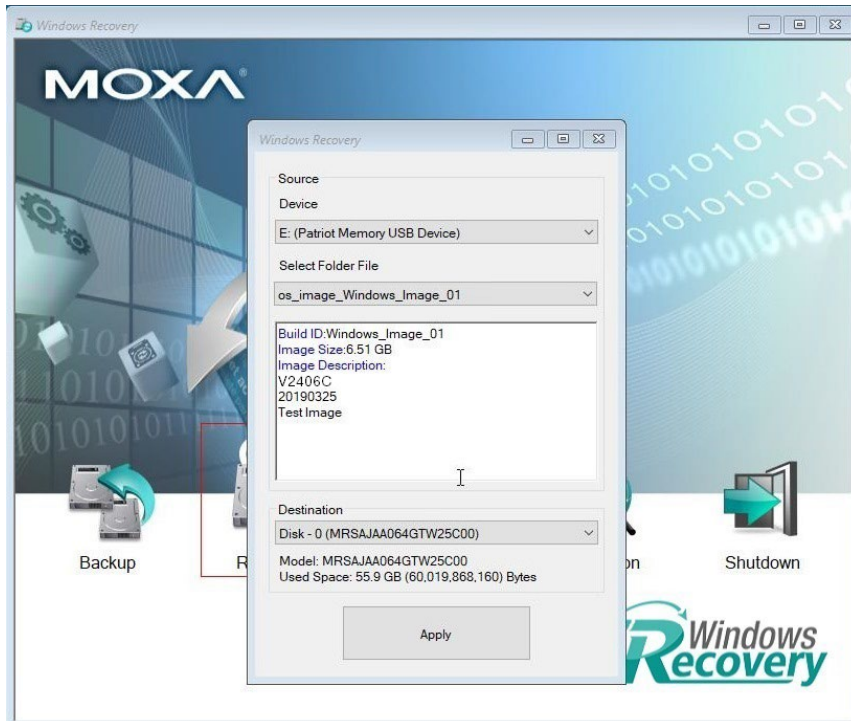 Windows Recovery
MOXA®
Windows Recovery
Source
Device
E: (Patriot Memory USB Device)
Select Folder File
os_image_Windows_Image_01
Build ID:Windows_Image_01
Image Size:6.51 GB
Image Description:
V2406C
20190325
Test Image
Destination
Disk - 0 (MRSAJAA064GTW25C00)
Model: MRSAJAA064GTW25C00
Used Space: 55.9 GB (60,019,868,160) Bytes
Apply
Backup
R
on
Shutdown
Windows
Recovery